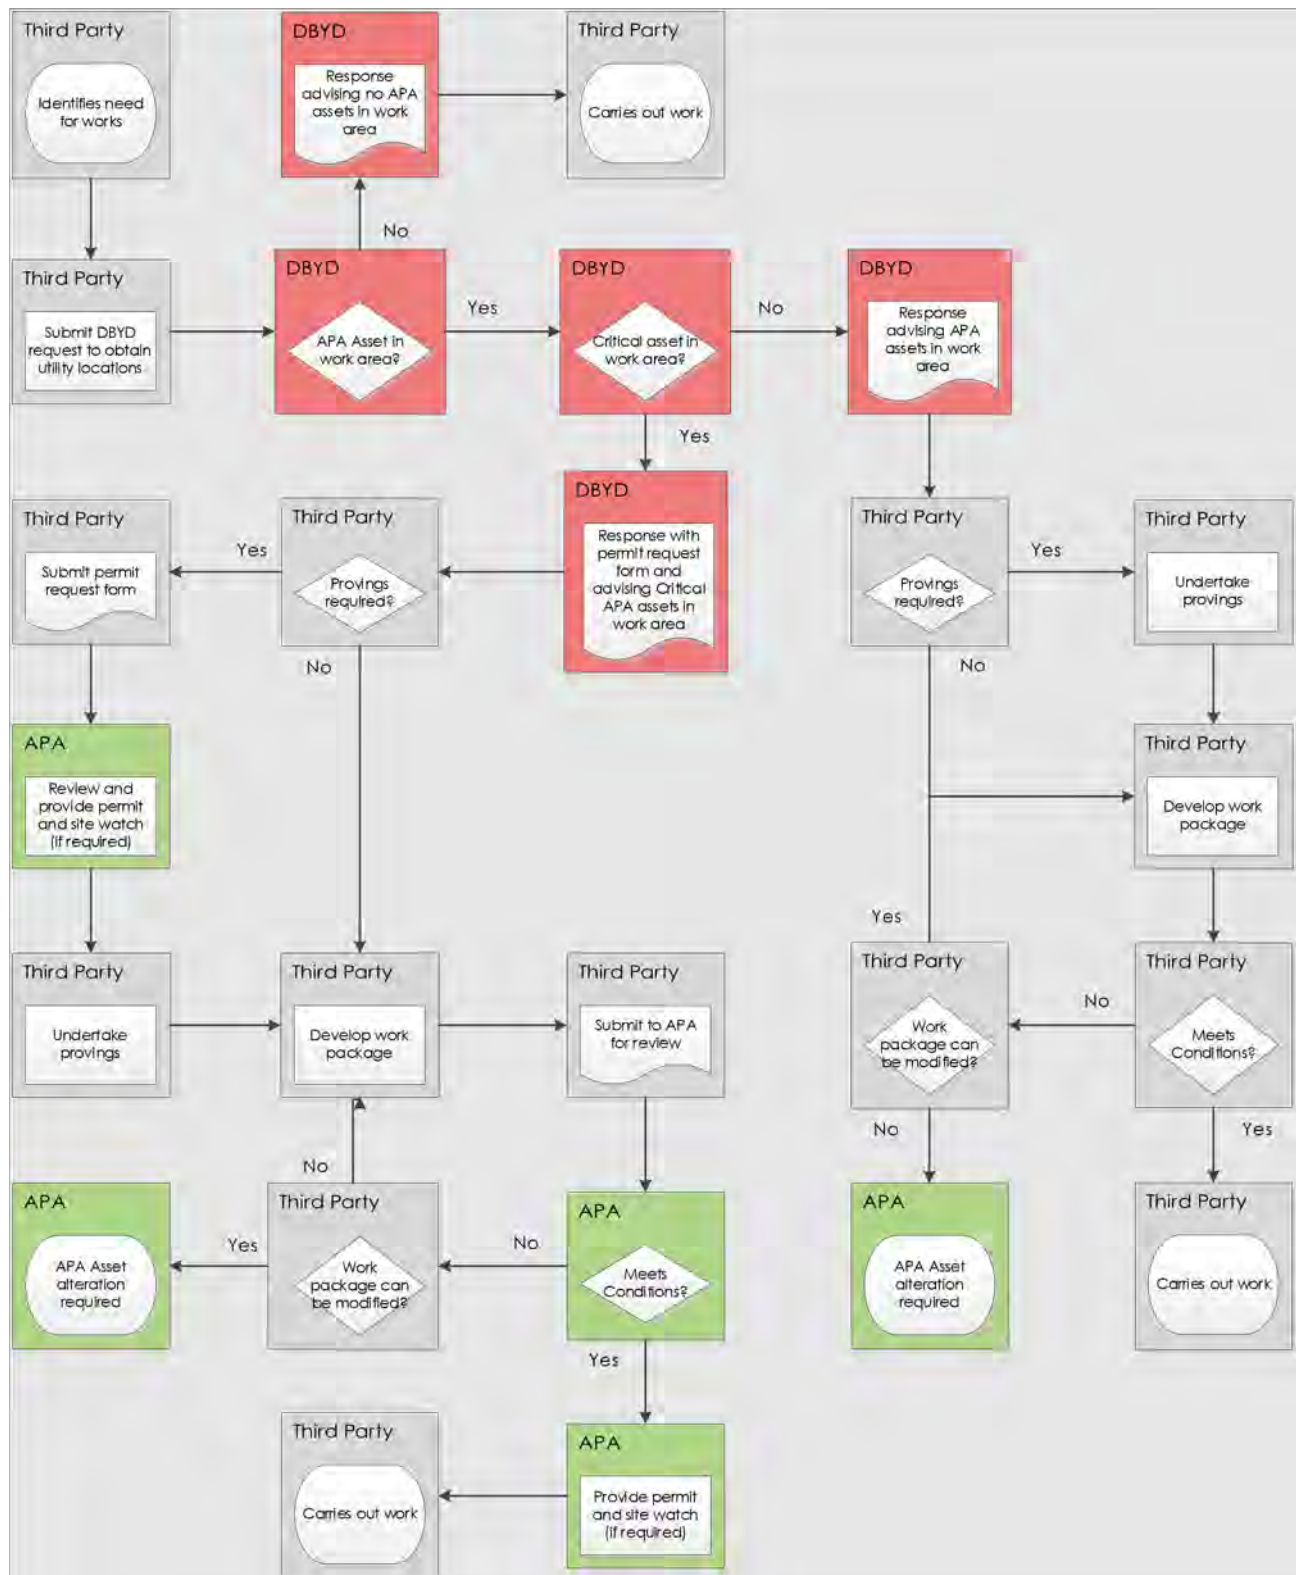 Third Party
Identifies need
for works
DBYD
Response
advising no APA
assets in work
area
Third Party
Carries out work
No
Third Party
Submit DBYD
request to obtain
utility locations
DBYD
APA Asset in
work area?
Yes
DBYD
Critical asset in
work area?
No
DBYD
Response
advising APA
assets in work
area
Yes
Third Party
Submit permit
request form
Yes
Third Party
Provings
required?
DBYD
Response with
permit request
form and
advising Critical
APA assets in
work area
Third Party
Provings
required?
Yes
Third Party
Undertake
provings
No
No
APA
Review and
provide permit
and site watch
(if required)
Third Party
Develop work
package
Yes
Third Party
Undertake
provings
Third Party
Develop work
package
Third Party
Submit to APA
for review
Third Party
Work
package can
be modified?
No
Third Party
Meets
Conditions?
No
No
Yes
APA
APA Asset
alteration
required
Yes
Third Party
Work
package can
be modified?
No
APA
Meets
Conditions?
APA
APA Asset
alteration
required
Third Party
Carries out work
Yes
Third Party
Carries out work
APA
Provide permit
and site watch
(if required)